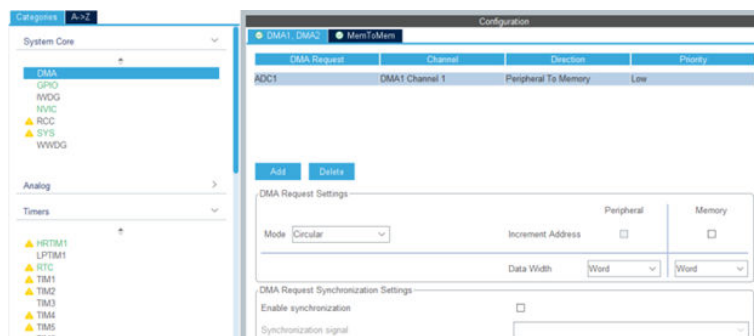 Categories A->Z
System Core
DMA
GPIO
IWDG
NVIC
RCC
SYS
WWDG
Analog
Timers
HRTIM1
LPTIM1
RTC
TIM1
TIM2
TIM3
TIM4
TIM5
Configuration
DMA1, DMA2 MemToMem
DMA Request Channel Direction Priority
ADC1 DMA1 Channel 1 Peripheral To Memory Low
Add Delete
DMA Request Settings
Peripheral Memory
Mode Circular Increment Address
Data Width Word Word
DMA Request Synchronization Settings
Enable synchronization
Synchronization signal